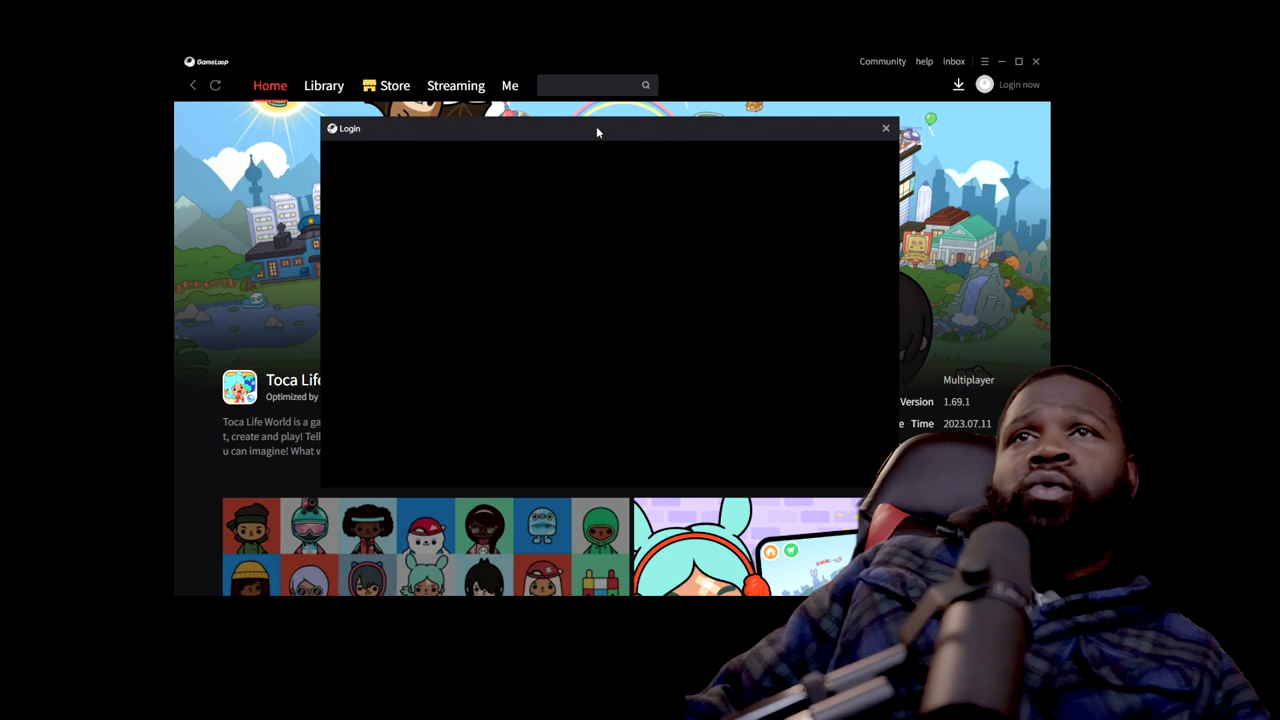 GameLoop
Community help inbox
Home Library Store Streaming Me
Login now
Login
Toca Life
Optimized by
Toca Life World is a ga
t, create and play! Tell
u can imagine! What w
Multiplayer
Version 1.69.1
e Time 2023.07.11